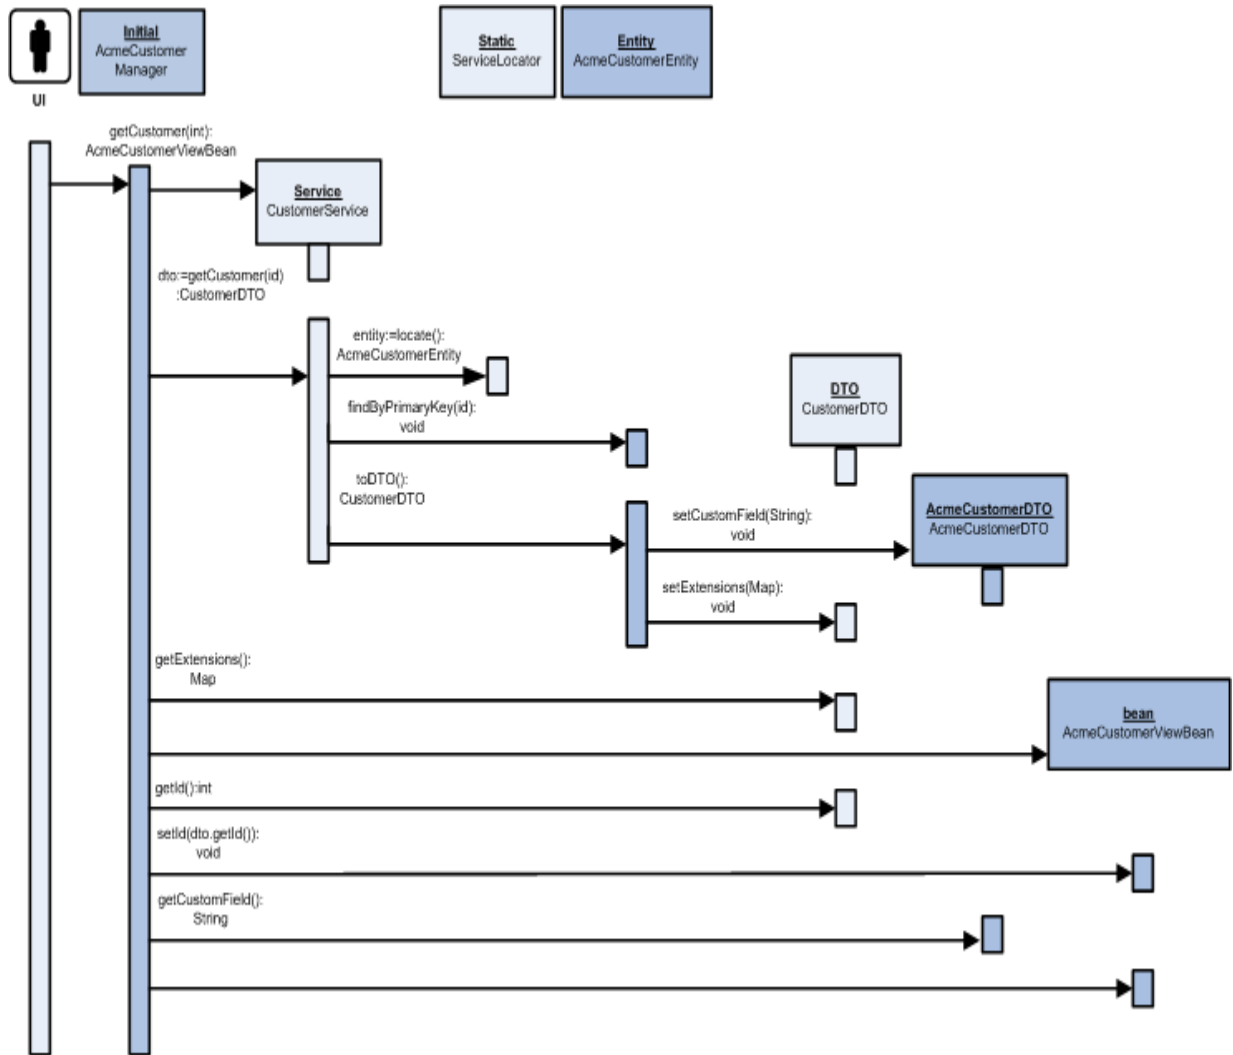 Initial
AcmeCustomer
Manager
Static
ServiceLocator
Entity
AcmeCustomerEntity
UI
getCustomer(int):
AcmeCustomerViewBean
Service
CustomerService
dto:=getCustomer(id)
:CustomerDTO
entity:=locate():
AcmeCustomerEntity
DTO
CustomerDTO
findByPrimaryKey(id):
void
toDTO():
CustomerDTO
AcmeCustomerDTO
AcmeCustomerDTO
setCustomField(String):
void
setExtensions(Map):
void
getExtensions():
Map
bean
AcmeCustomerViewBean
getId():int
setId(dto.getId()):
void
getCustomField():
String